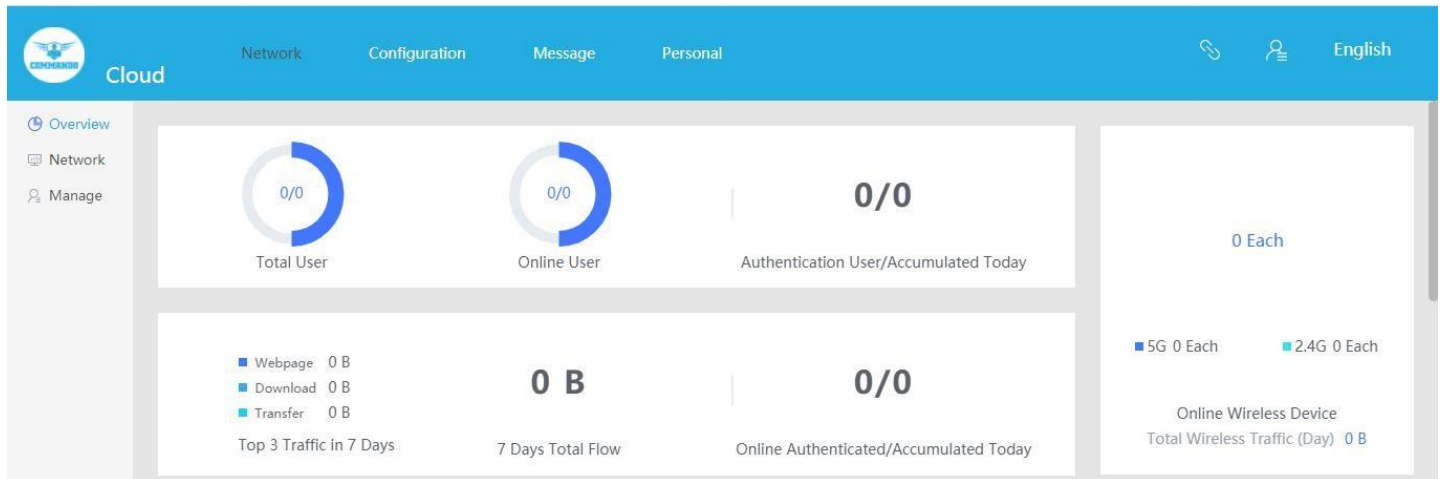 COMMANDO
Cloud
Network
Configuration
Message
Personal
English
Overview
Network
Manage
0/0
Total User
0/0
Online User
0/0
Authentication User/Accumulated Today
Webpage 0 B
Download 0 B
Transfer 0 B
Top 3 Traffic in 7 Days
0 B
7 Days Total Flow
0/0
Online Authenticated/Accumulated Today
0 Each
5G 0 Each
2.4G 0 Each
Online Wireless Device
Total Wireless Traffic (Day) 0 B